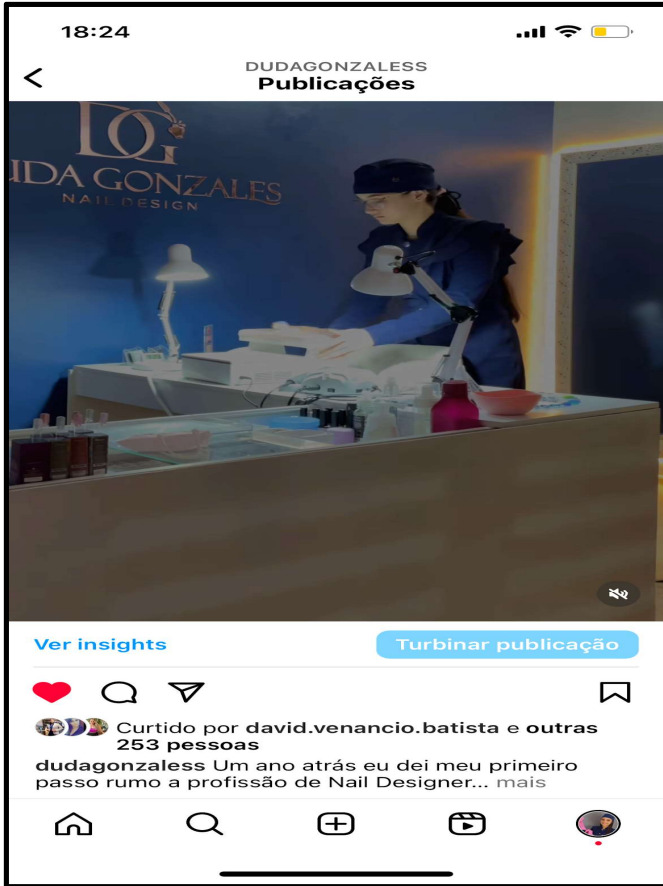 18:24
DUDAGONZALESS
Publicações
DG
UDA GONZALES
NAIL DESIGN
Ver insights
Turbinar publicação
Curtido por david.venancio.batista e outras
253 pessoas
dudagonzaless Um ano atrás eu dei meu primeiro
passo rumo a profissão de Nail Designer... mais